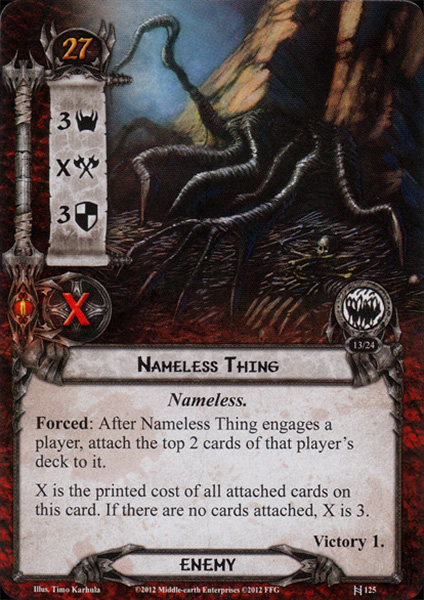 27
3
X
3
X
13/24
NAMELESS THING
Nameless.
Forced: After Nameless Thing engages a
player, attach the top 2 cards of that player's
deck to it.
X is the printed cost of all attached cards on
this card. If there are no cards attached, X is 3.
Victory 1.
ENEMY
Illus. Timo Karhula ©2012 Middle-earth Enterprises ©2012 FFG 125